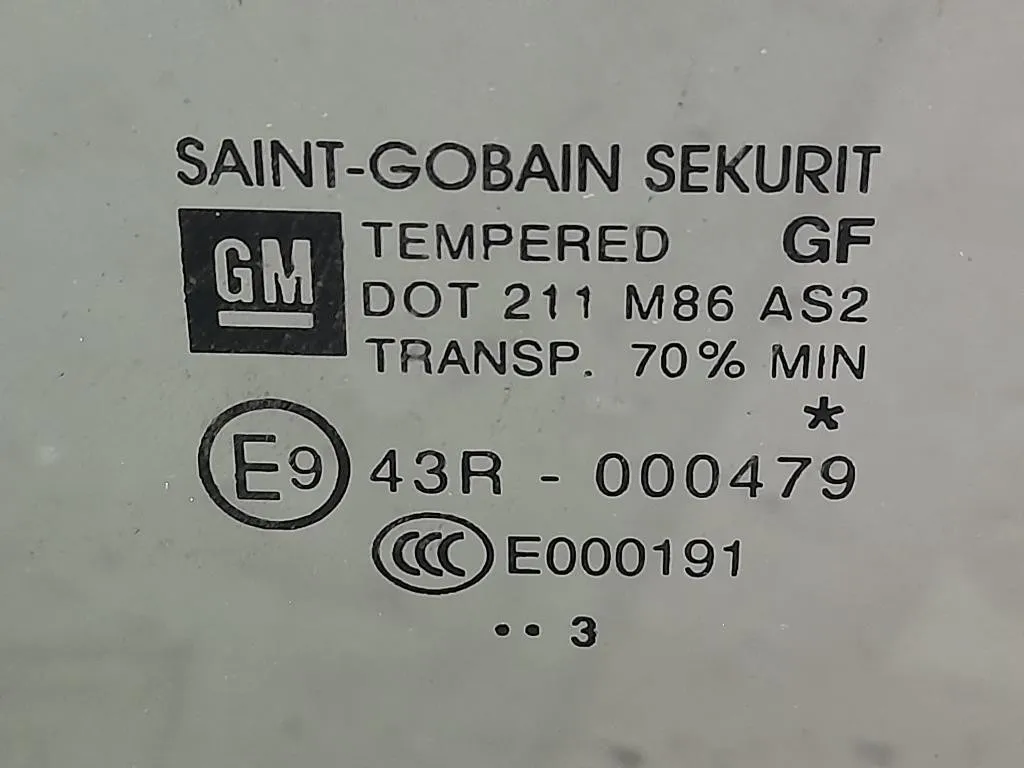 SAINT-GOBAIN SEKURIT
GM
TEMPERED GF
DOT 211 M86 AS2
TRANSP. 70% MIN
*
E9 43R - 000479
CCC E000191
•• 3